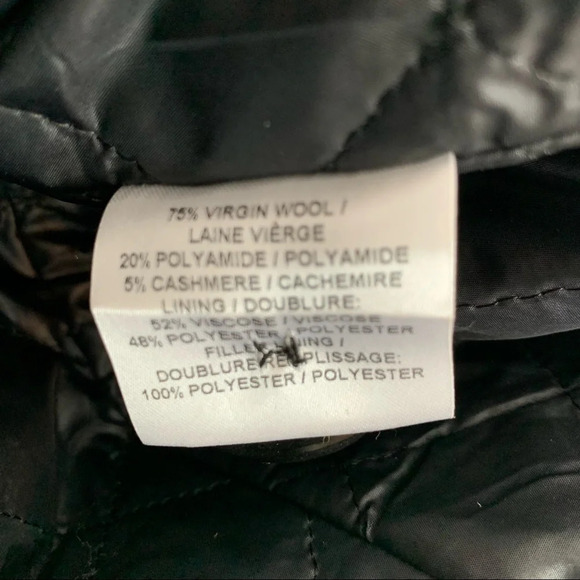 75% VIRGIN WOOL /
LAINE VIÈRGE
20% POLYAMIDE / POLYAMIDE
5% CASHMERE / CACHEMIRE
LINING / DOUBLURE:
52% VISCOSE / VISCOSE
48% POLYESTER / POLYESTER
/
DOUBLURE
100% POLYESTER / POLYESTER